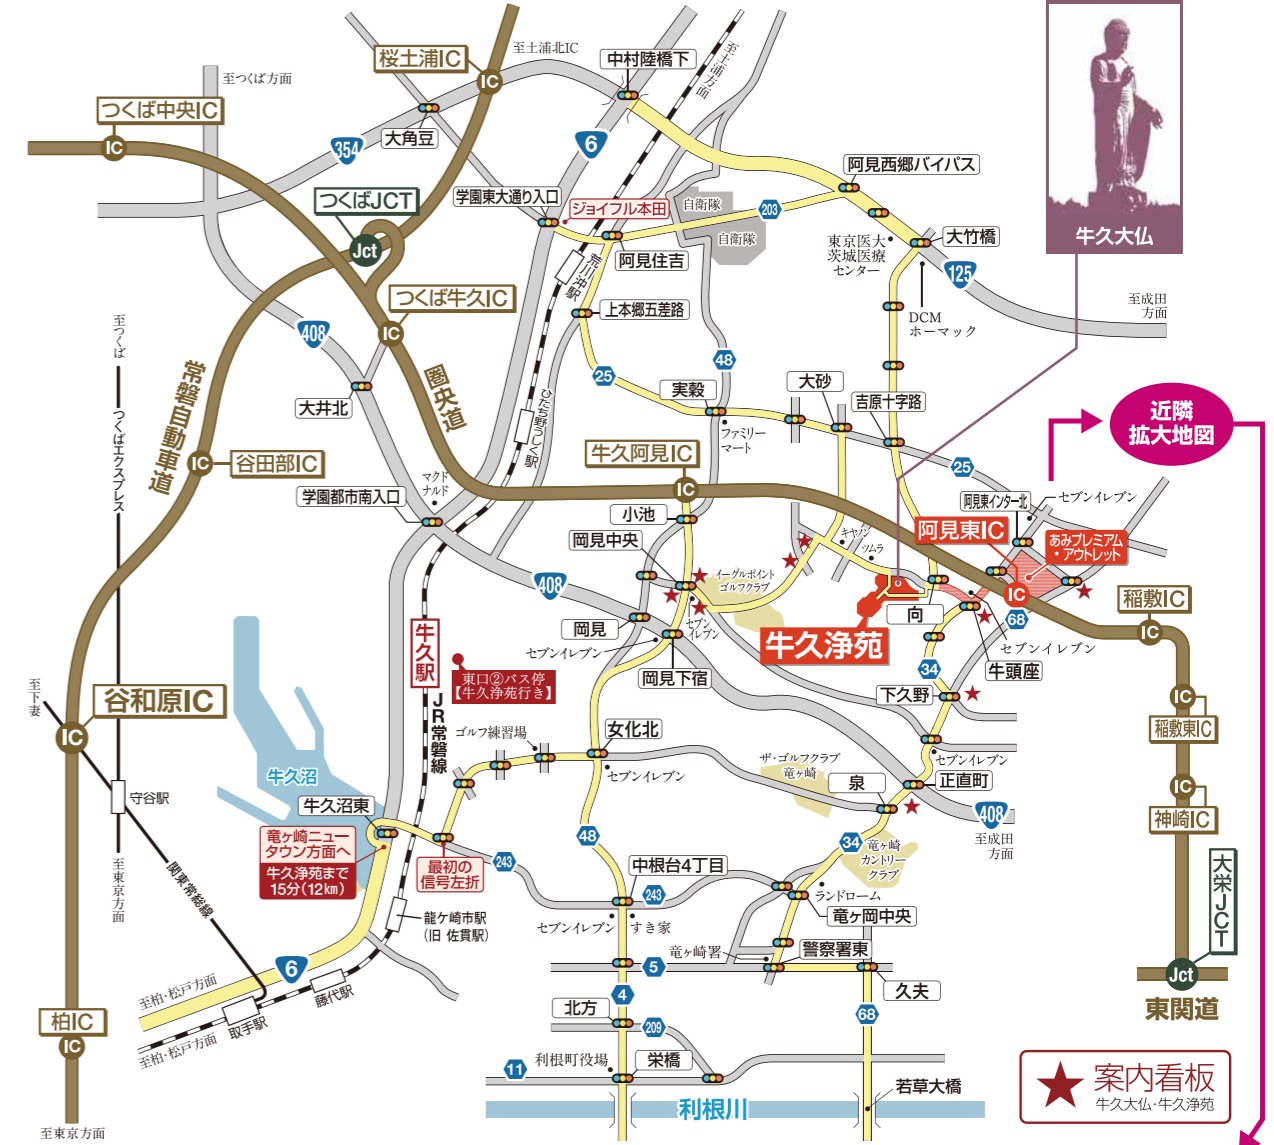 桜土浦IC
至土浦北IC
中村陸橋下
至土浦方面
牛久大仏
至つくば方面
つくば中央IC
IC
IC
大角豆
354
6
阿見西郷バイパス
つくばJCT
Jct
学園東大通り入口
ジョイフル本田
自衛隊
自衛隊
203
東京医大
茨城医療
センター
大竹橋
125
阿見住吉
荒川沖駅
DCM
ホーマック
至成田
方面
つくば牛久IC
IC
上本郷五差路
至つくば
408
常磐自動車道
圏央道
25
48
大井北
実穀
大砂
吉原十字路
近隣
拡大地図
ファミリー
マート
ひたち野うしく駅
つくばエクスプレス
谷田部IC
IC
マクド
ナルド
牛久阿見IC
IC
25
学園都市南入口
小池
阿見東インター北
セブンイレブン
阿見東IC
あみプレミアム
・アウトレット
岡見中央
キヤノン
ツムラ
イーグルポイント
ゴルフクラブ
408
IC
68
稲敷IC
IC
岡見
セブン
イレブン
セブンイレブン
牛久浄苑
向
セブンイレブン
牛頭座
牛久駅
東口②バス停
【牛久浄苑行き】
岡見下宿
34
下久野
至下妻
谷和原IC
IC
JR常磐線
ゴルフ練習場
女化北
セブンイレブン
ザ・ゴルフクラブ
竜ヶ崎
泉
セブンイレブン
正直町
IC
稲敷東IC
牛久沼
守谷駅
牛久沼東
408
至成田
方面
IC
神崎IC
竜ヶ崎ニュー
タウン方面へ
牛久浄苑まで
15分(12㎞)
最初の
信号左折
243
48
34
竜ヶ崎
カントリー
クラブ
中根台4丁目
243
ランドローム
竜ヶ岡中央
至東京方面
関東常総線
龍ケ崎市駅
(旧 佐貫駅)
セブンイレブン
すき家
竜ヶ崎署
警察署東
大栄JCT
Jct
東関道
5
久夫
6
至柏・松戸方面
藤代駅
取手駅
至柏・松戸方面
4
北方
209
68
柏IC
IC
利根町役場
栄橋
11
若草大橋
利根川
案内看板
牛久大仏・牛久浄苑
至東京方面